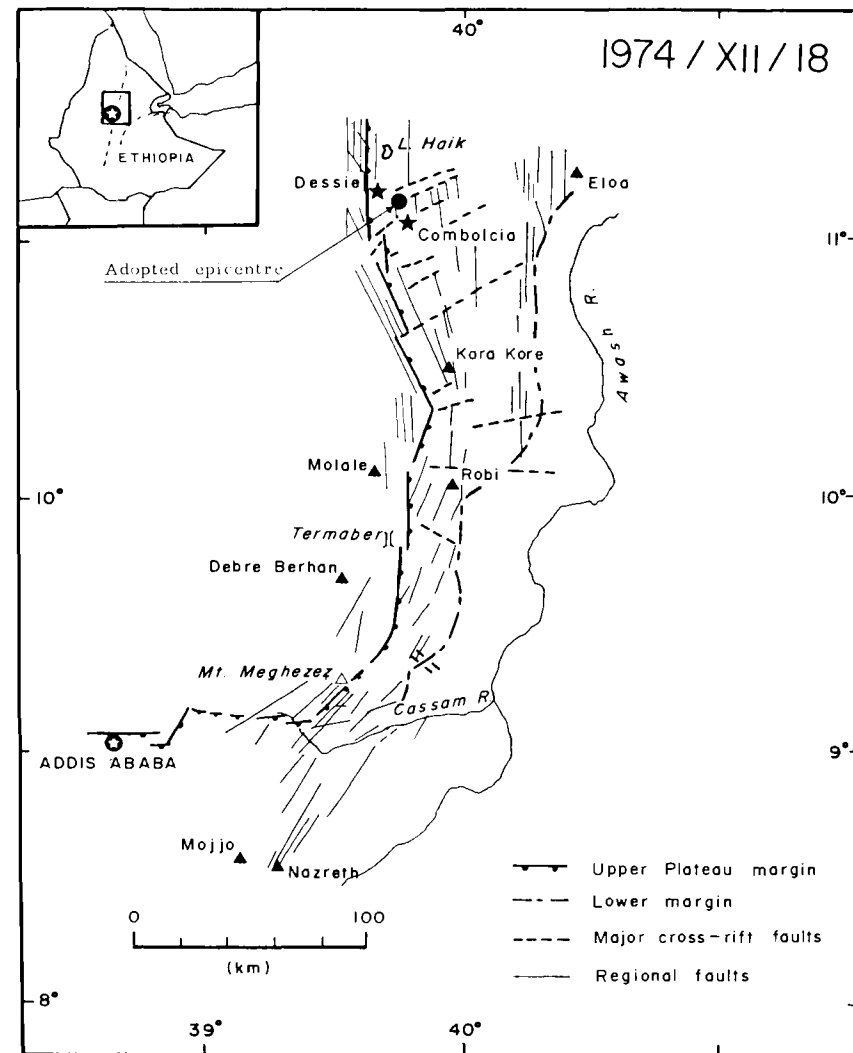 40°
1974 / XII / 18
ETHIOPIA
L. Haik
Dessie
Eloa
Combolcia
11°
Adopted epicentre
Awash R.
Kara Kore
Molale
Robi
10°
10°
Termaber
Debre Berhan
Mt. Meghezez
Cassam R.
ADDIS ABABA
9°
Mojjo
Nazreth
Upper Plateau margin
0
100
Lower margin
(km)
Major cross-rift faults
Regional faults
8°
39°
40°